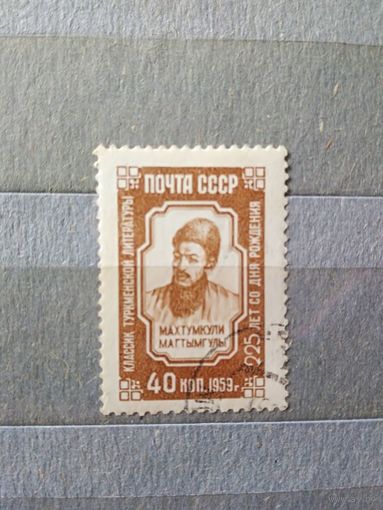 ПОЧТА СССР
КЛАССИК ТУРКМЕНСКОЙ ЛИТЕРАТУРЫ
225 ЛЕТ СО ДНЯ РОЖДЕНИЯ
МАХТУМКУЛИ
МАГТЫМГУЛЫ
40 КОП. 1959 г.